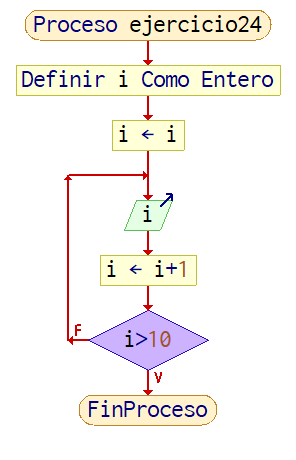 Proceso ejercicio24
Definir i Como Entero
i ← i
i
i ← i+1
i>10
F
V
FinProceso